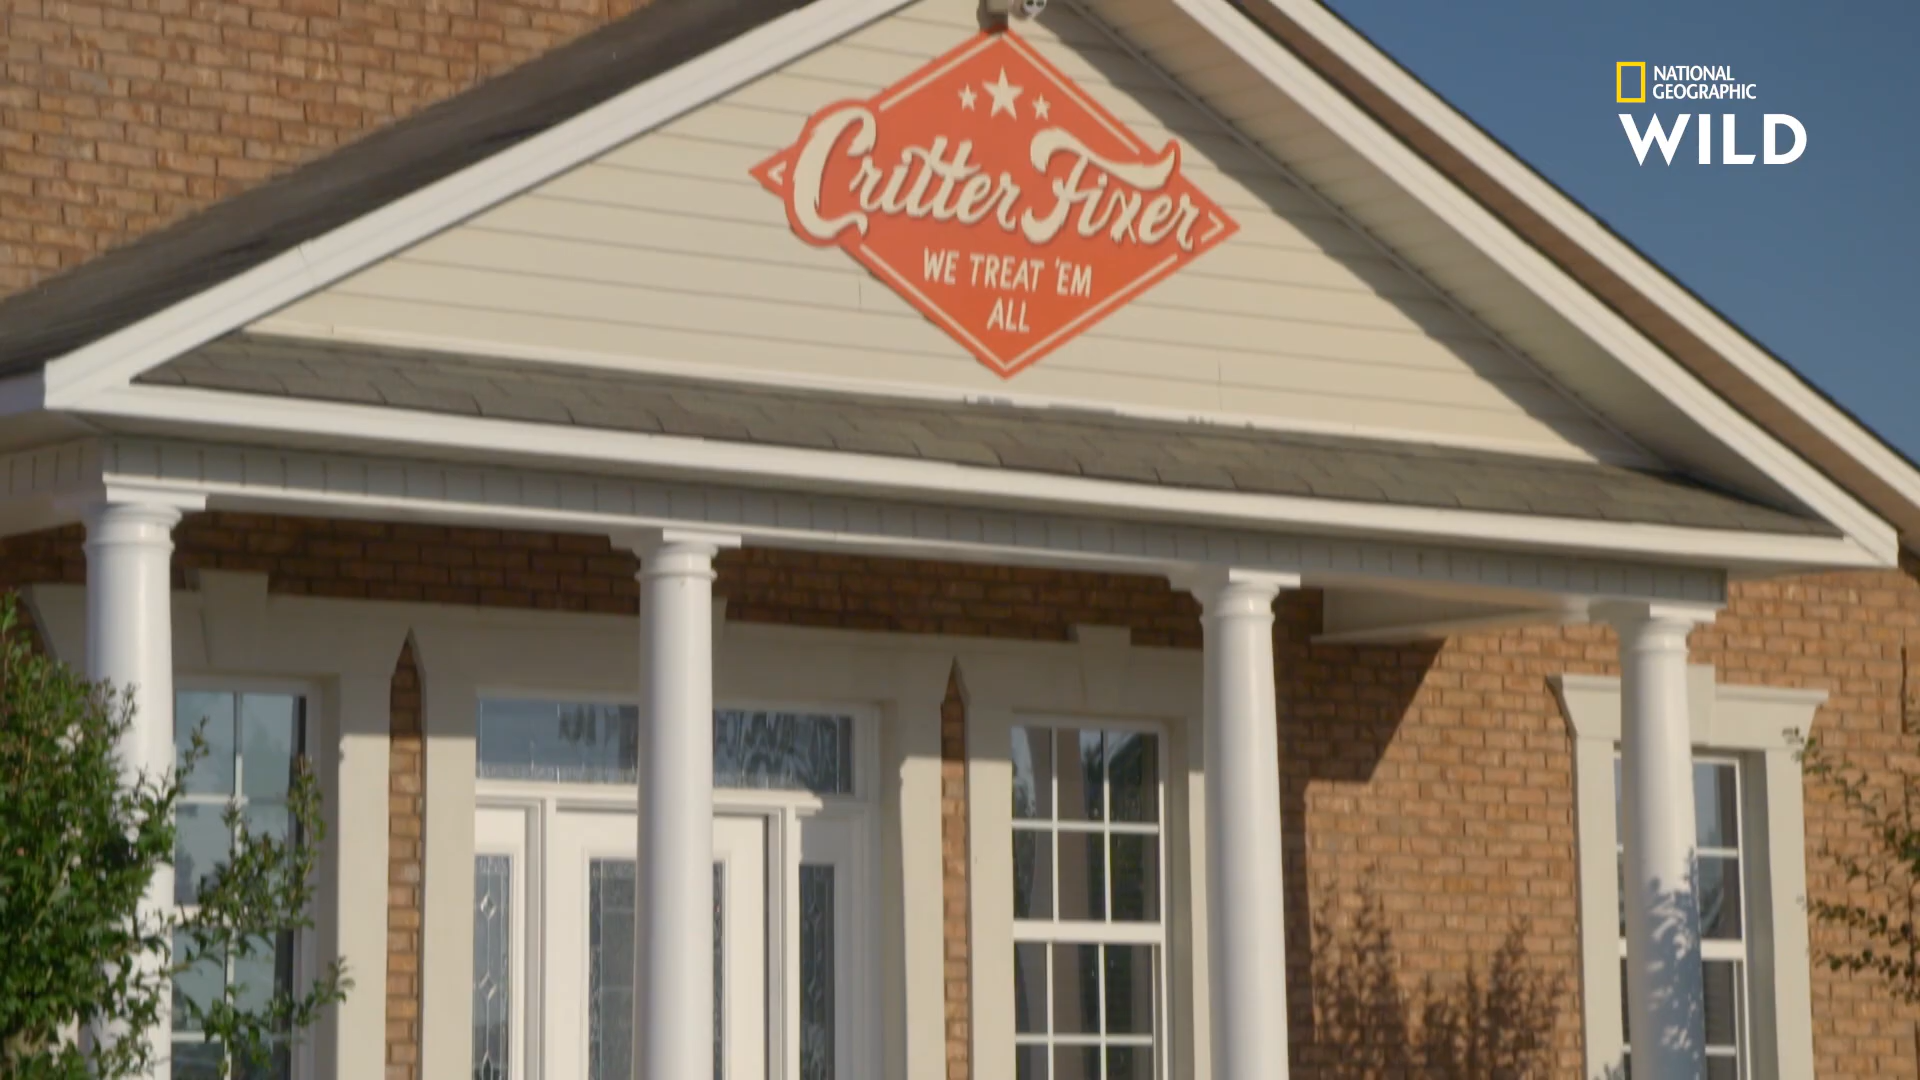 Critter Fixer
WE TREAT 'EM
ALL
NATIONAL
GEOGRAPHIC
WILD